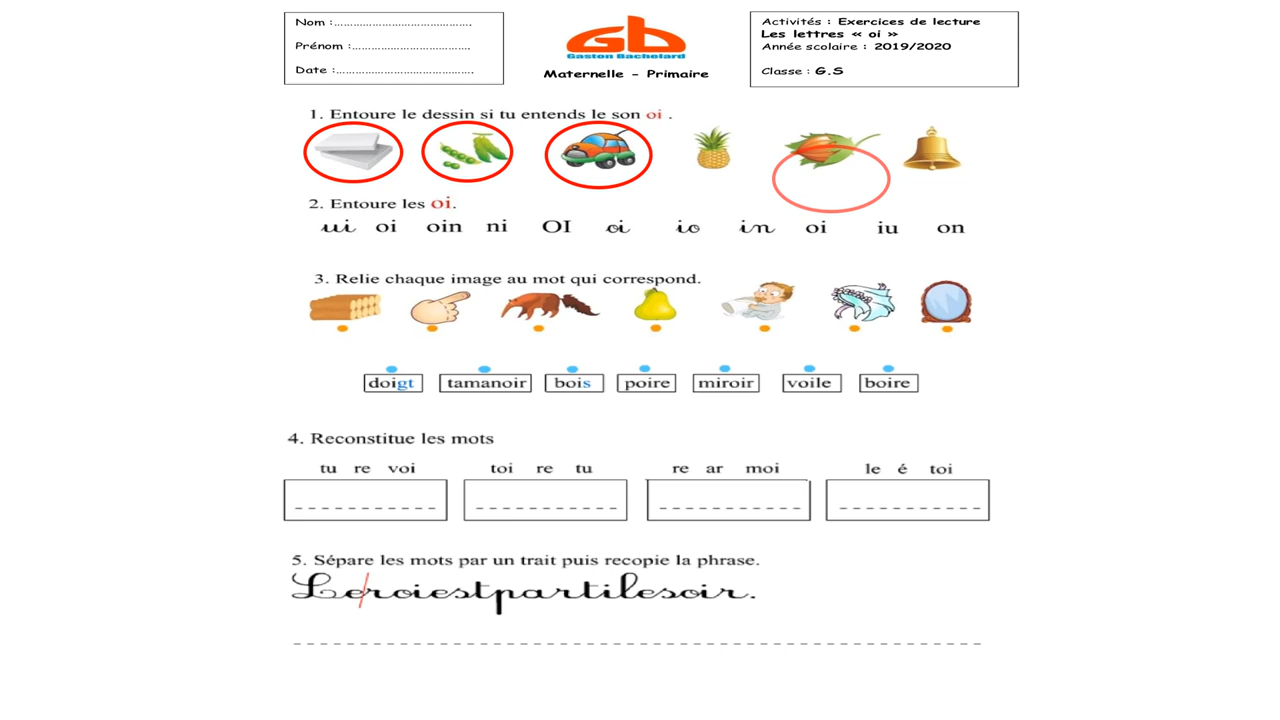 Nom :..........................................
Prénom :....................................
Date :..........................................
Gb
Gaston Bachelard
Maternelle - Primaire
Activités : Exercices de lecture
Les lettres « oi »
Année scolaire : 2019/2020
Classe : G.S
1. Entoure le dessin si tu entends le son oi .
2. Entoure les oi.
ui oi oin ni OI oi io in oi iu on
3. Relie chaque image au mot qui correspond.
doigt tamanoir bois poire miroir voile boire
4. Reconstitue les mots
tu re voi toi re tu re ar moi le é toi
5. Sépare les mots par un trait puis recopie la phrase.
Le/roiestpartilesoir.